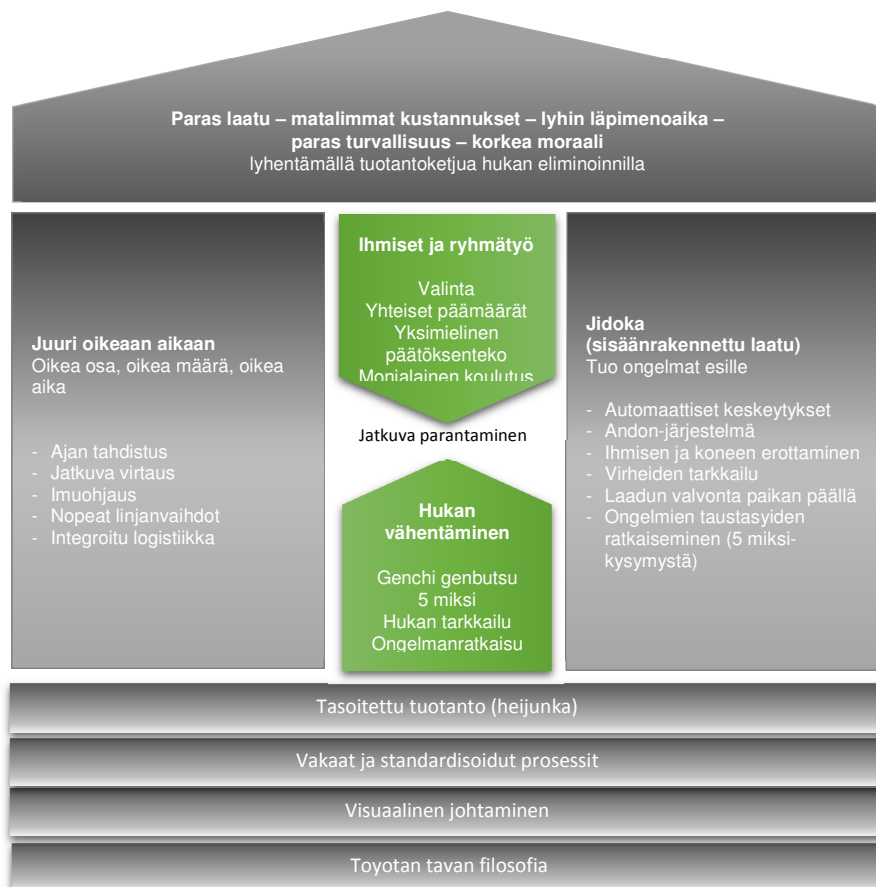 Paras laatu – matalimmat kustannukset – lyhin läpimenoaika –
paras turvallisuus – korkea moraali
lyhentämällä tuotantoketjua hukan eliminoinnilla
Juuri oikeaan aikaan
Oikea osa, oikea määrä, oikea
aika
- Ajan tahdistus
- Jatkuva virtaus
- Imuohjaus
- Nopeat linjanvaihdot
- Integroitu logistiikka
Ihmiset ja ryhmätyö
Valinta
Yhteiset päämäärät
Yksimielinen
päätöksenteko
Monialainen koulutus
Jatkuva parantaminen
Hukan
vähentäminen
Genchi genbutsu
5 miksi
Hukan tarkkailu
Ongelmanratkaisu
Jidoka
(sisäänrakennettu laatu)
Tuo ongelmat esille
- Automaattiset keskeytykset
- Andon-järjestelmä
- Ihmisen ja koneen erottaminen
- Virheiden tarkkailu
- Laadun valvonta paikan päällä
- Ongelmien taustasyiden
ratkaiseminen (5 miksi-
kysymystä)
Tasoitettu tuotanto (heijunka)
Vakaat ja standardisoidut prosessit
Visuaalinen johtaminen
Toyotan tavan filosofia